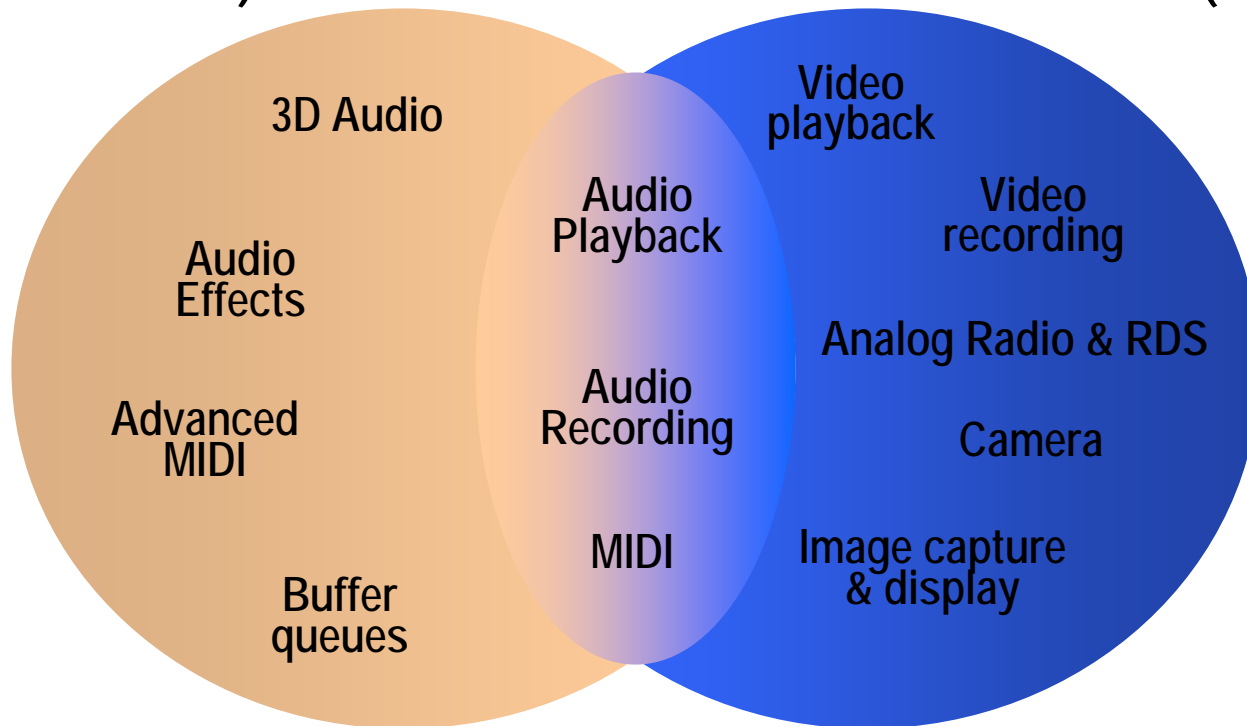 3D Audio
Audio
Effects
Advanced
MIDI
Buffer
queues
Audio
Playback
Audio
Recording
MIDI
Video
playback
Video
recording
Analog Radio & RDS
Camera
Image capture
& display